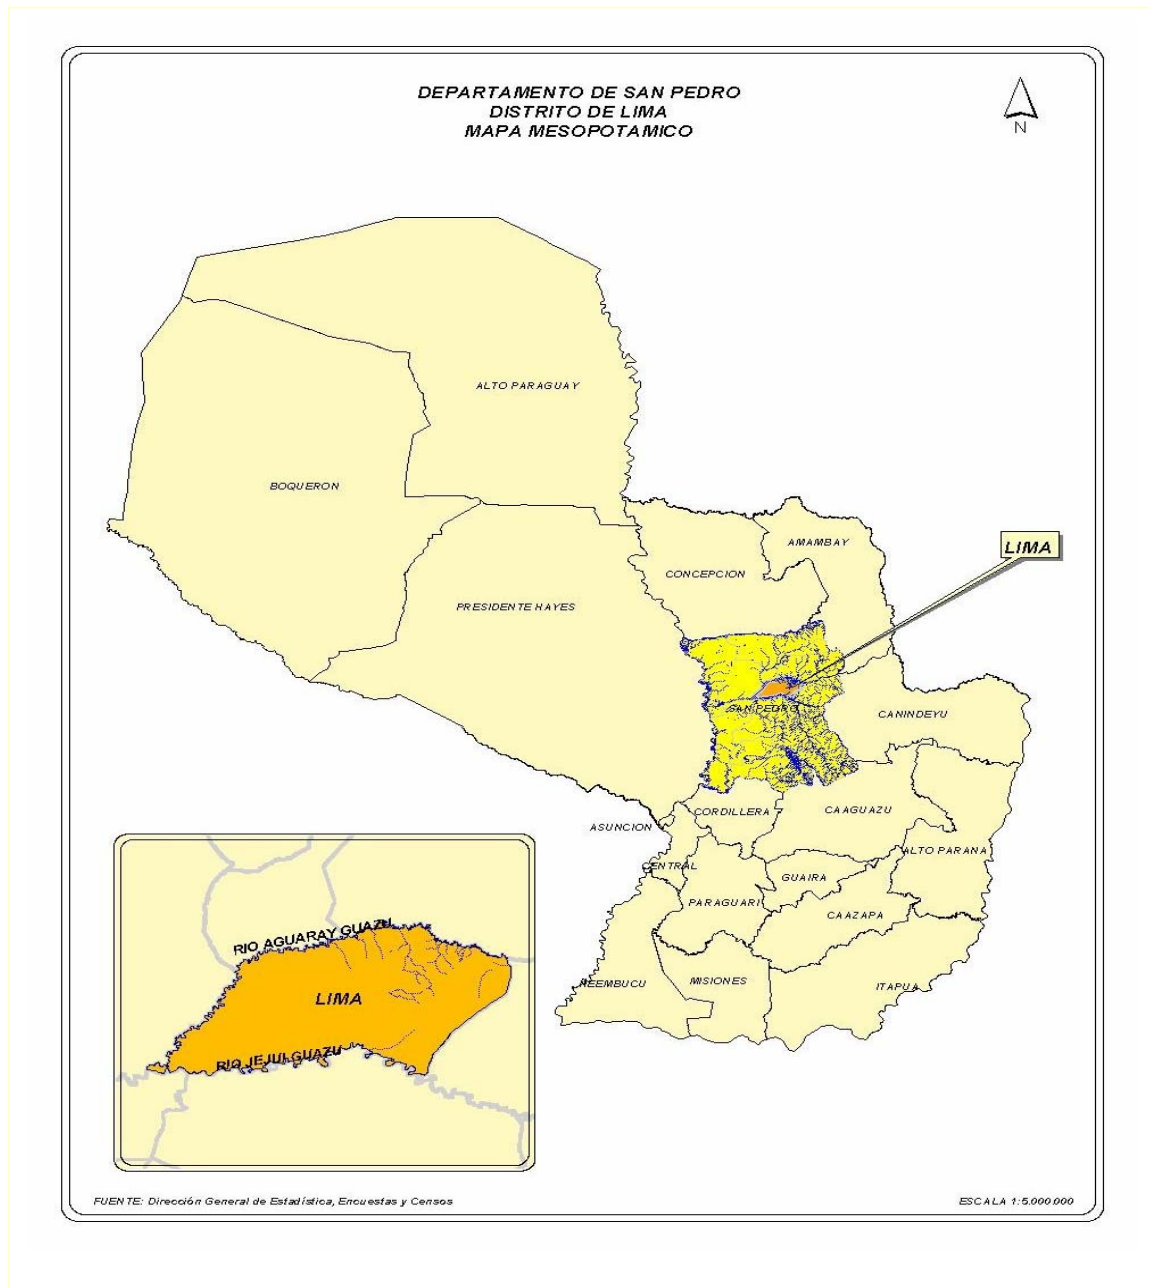 DEPARTAMENTO DE SAN PEDRO
DISTRITO DE LIMA
MAPA MESOPOTAMICO
N
ALTO PARAGUAY
BOQUERON
AMAMBAY
LIMA
CONCEPCION
PRESIDENTE HAYES
SAN PEDRO
CANINDEYU
CORDILLERA
CAAGUAZU
ASUNCION
ALTO PARANA
CENTRAL
GUAIRA
PARAGUARI
CAAZAPA
ÑEEMBUCU
MISIONES
ITAPUA
RIO AGUARAY GUAZU
LIMA
RIO JEJUI GUAZU
FUENTE: Dirección General de Estadística, Encuestas y Censos
ESCALA 1:5.000.000